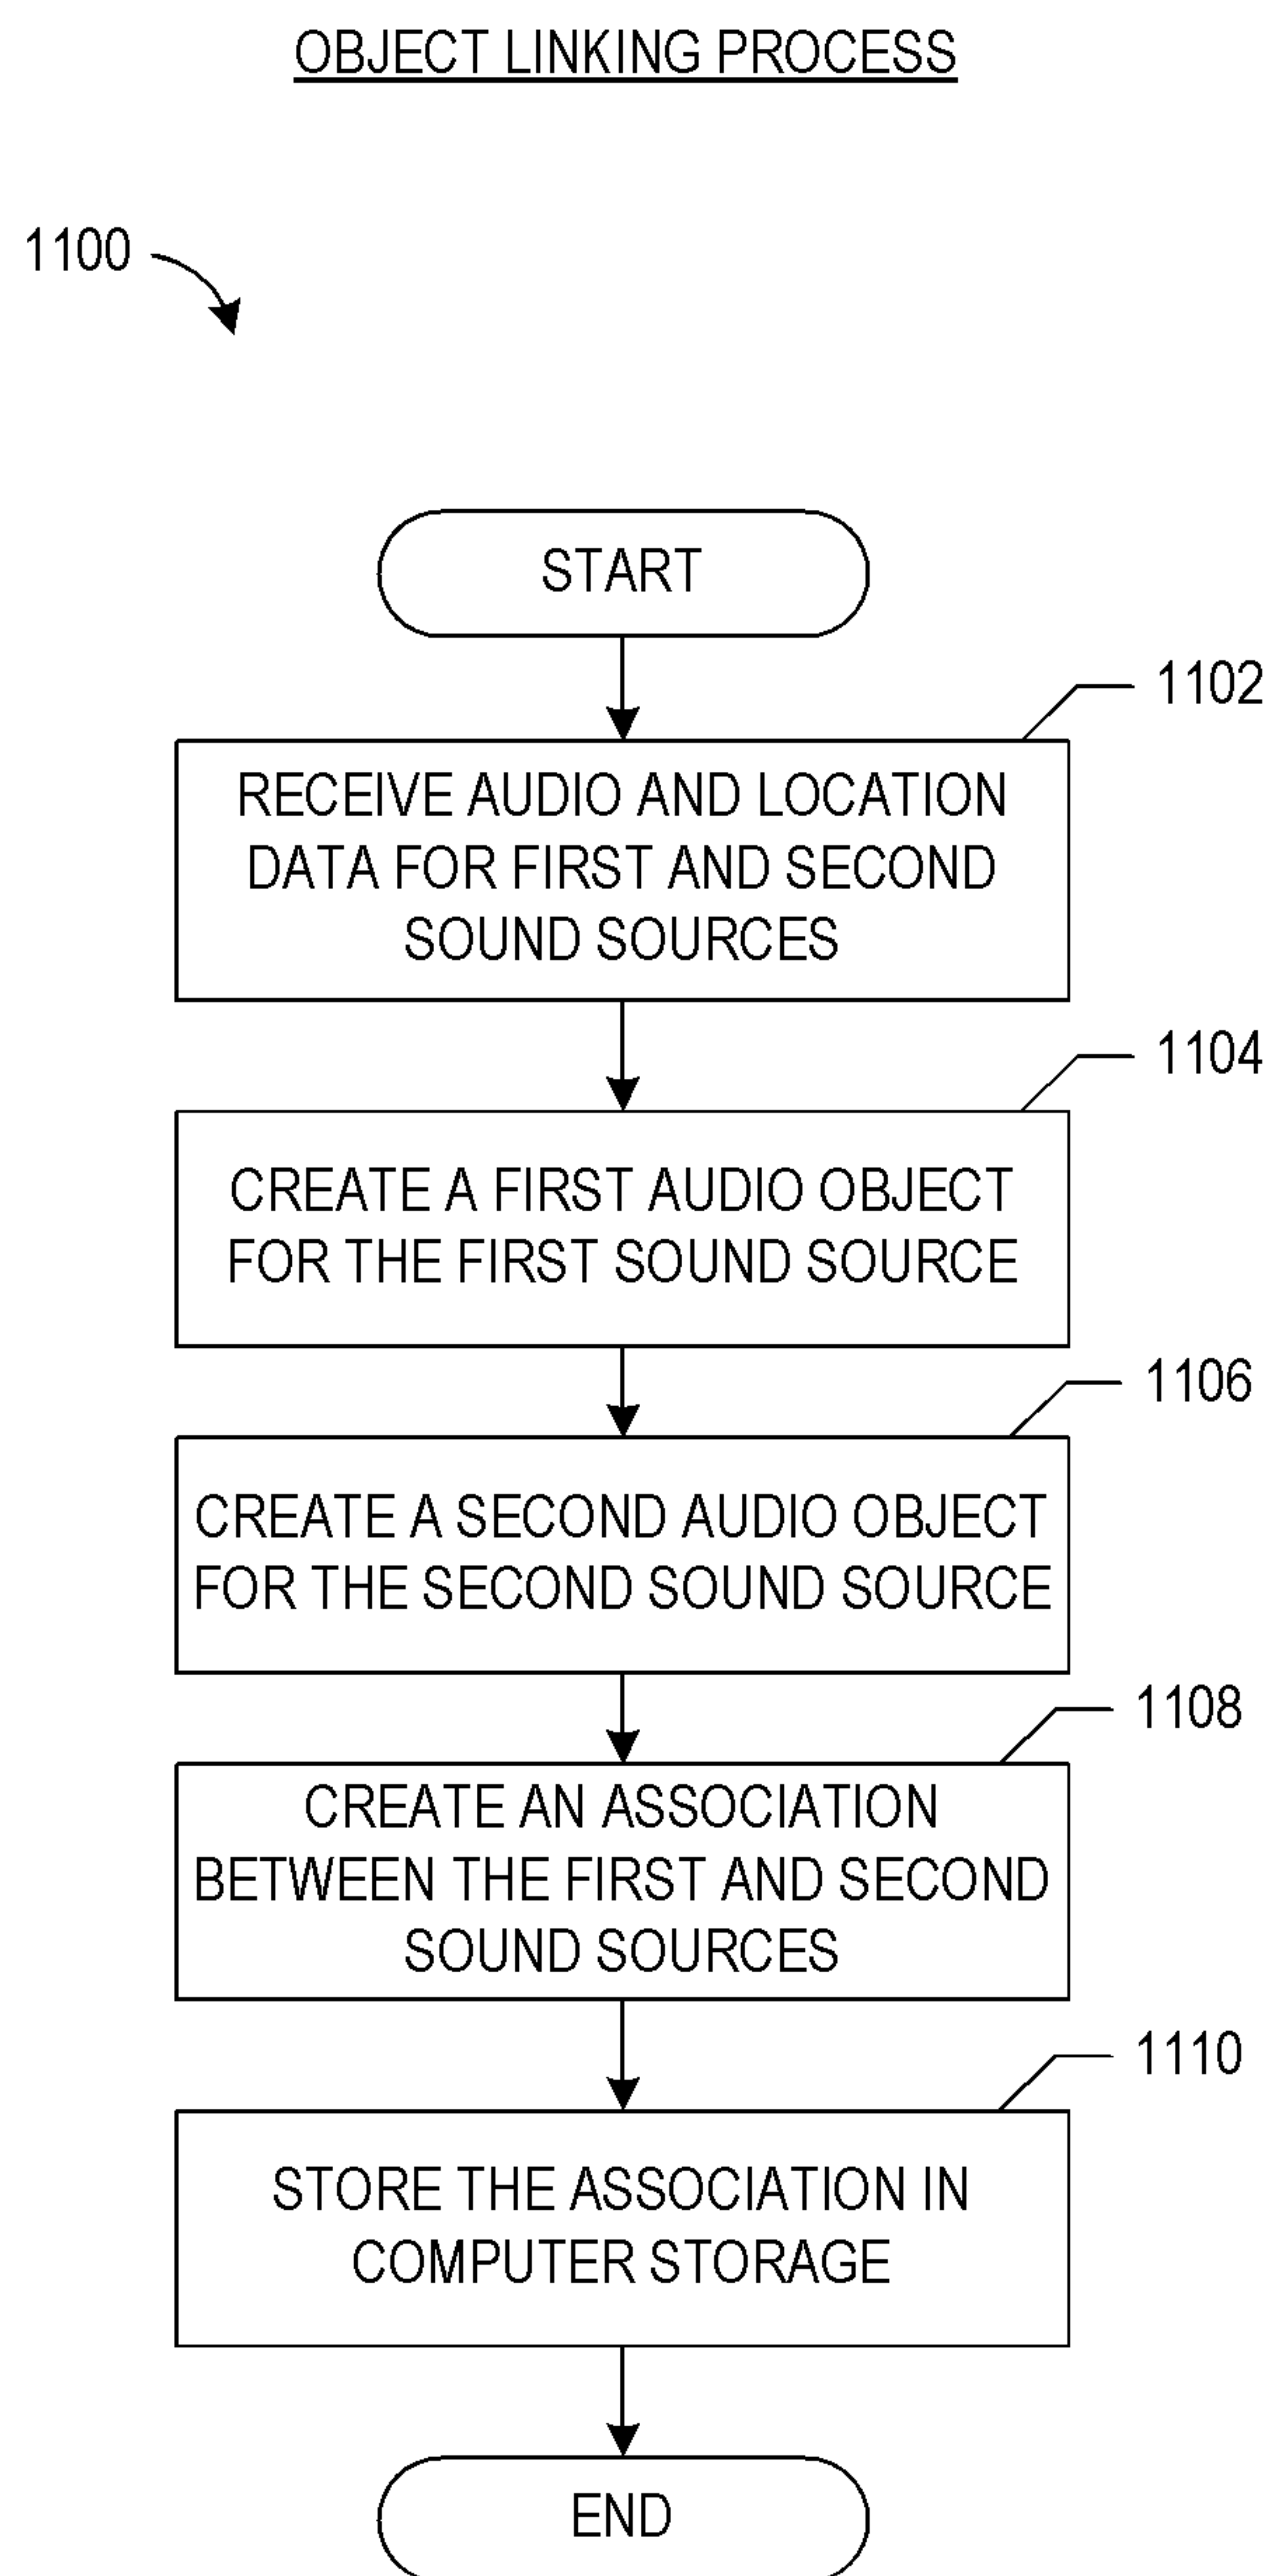 OBJECT LINKING PROCESS
1100
START
1102
RECEIVE AUDIO AND LOCATION
DATA FOR FIRST AND SECOND
SOUND SOURCES
1104
CREATE A FIRST AUDIO OBJECT
FOR THE FIRST SOUND SOURCE
1106
CREATE A SECOND AUDIO OBJECT
FOR THE SECOND SOUND SOURCE
1108
CREATE AN ASSOCIATION
BETWEEN THE FIRST AND SECOND
SOUND SOURCES
1110
STORE THE ASSOCIATION IN
COMPUTER STORAGE
END